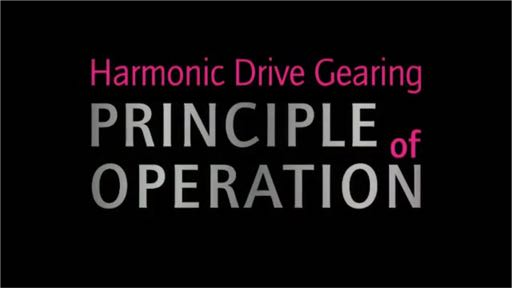 Harmonic Drive Gearing
PRINCIPLE of
OPERATION